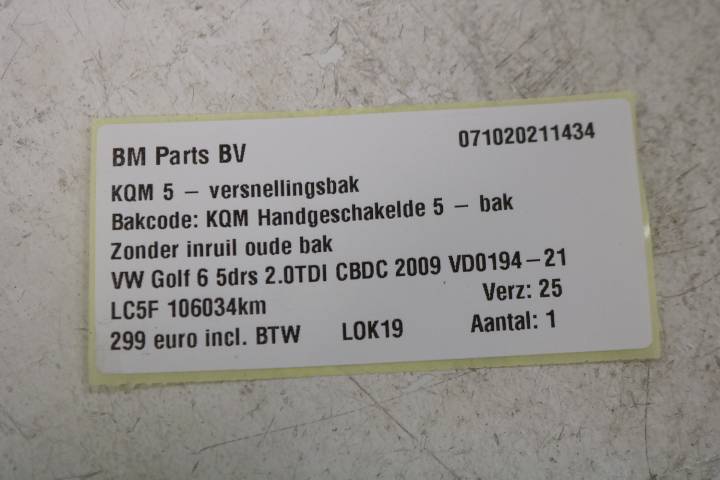 BM Parts BV 071020211434
KQM 5 – versnellingsbak
Bakcode: KQM Handgeschakelde 5 – bak
Zonder inruil oude bak
VW Golf 6 5drs 2.0TDI CBDC 2009 VD0194-21
LC5F 106034km Verz: 25
299 euro incl. BTW LOK19 Aantal: 1